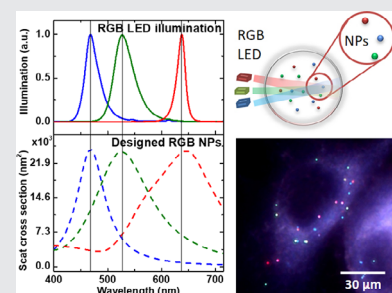 RGB LED illumination
Illumination (a.u.)
1.0
0.5
0.0
Designed RGB NPs
Scat cross section (nm²)
×10³
21.9
14.6
7.3
0.0
400
500
600
700
Wavelength (nm)
RGB
LED
NPs
30 µm